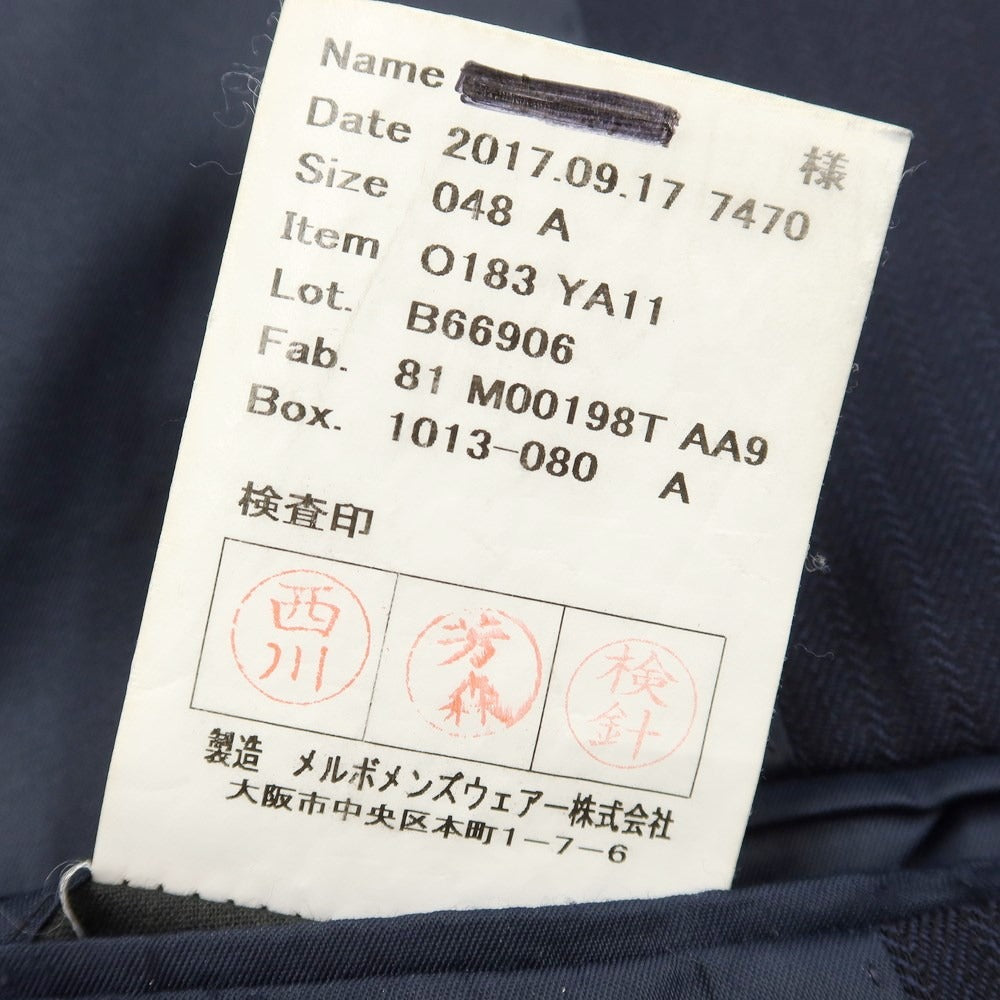 Name 様
Date 2017.09.17 7470
Size 048 A
Item O183 YA11
Lot. B66906
Fab. 81 M00198T AA9
Box. 1013-080 A
検査印
西川
検針
製造 メルボメンズウェアー株式会社
大阪市中央区本町1-7-6